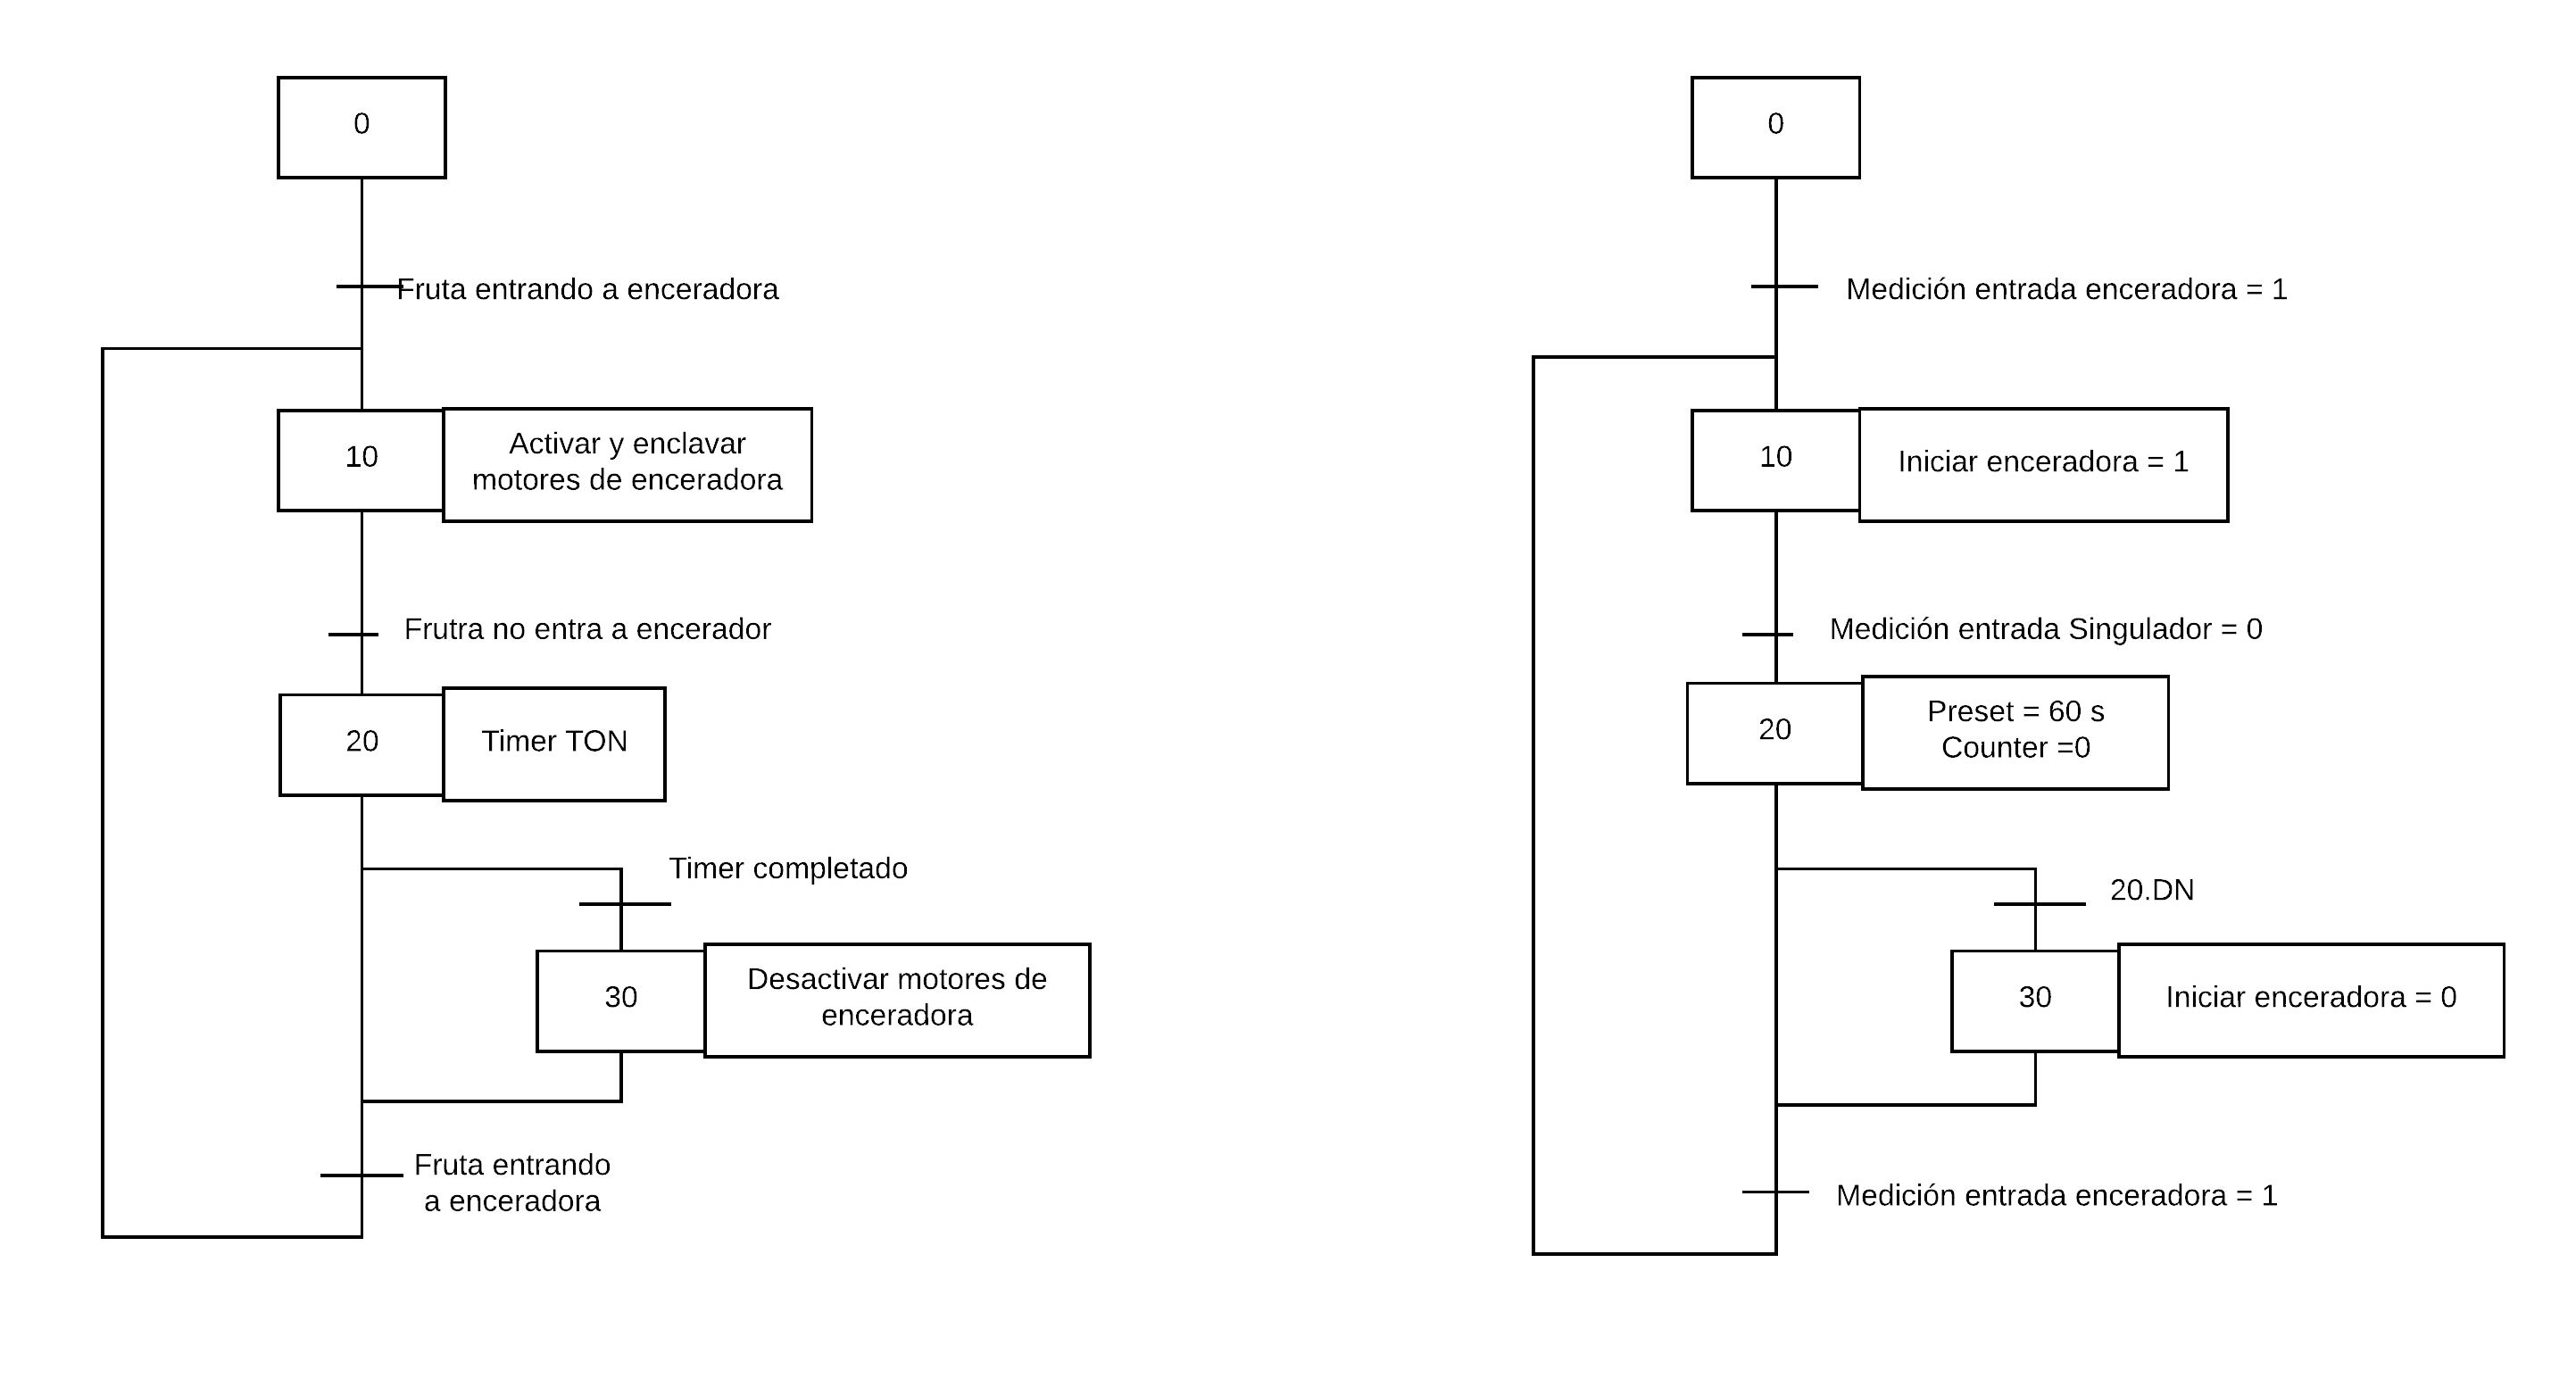 0
Fruta entrando a enceradora
10
Activar y enclavar
motores de enceradora
Frutra no entra a encerador
20
Timer TON
Timer completado
30
Desactivar motores de
enceradora
Fruta entrando
a enceradora
0
Medición entrada enceradora = 1
10
Iniciar enceradora = 1
Medición entrada Singulador = 0
20
Preset = 60 s
Counter =0
20.DN
30
Iniciar enceradora = 0
Medición entrada enceradora = 1